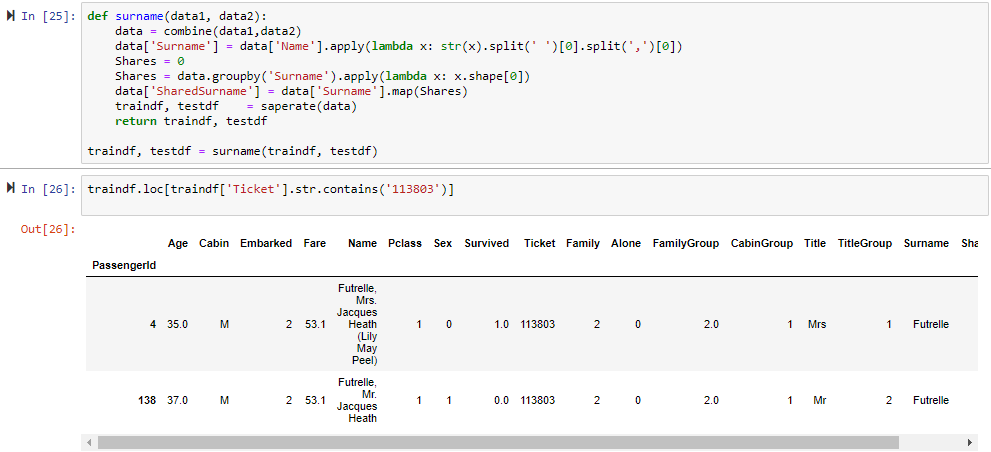 In [25]: def surname(data1, data2):
    data = combine(data1,data2)
    data['Surname'] = data['Name'].apply(lambda x: str(x).split(' ')[0].split(',')[0])
    Shares = 0
    Shares = data.groupby('Surname').apply(lambda x: x.shape[0])
    data['SharedSurname'] = data['Surname'].map(Shares)
    traindf, testdf    = saperate(data)
    return traindf, testdf
traindf, testdf = surname(traindf, testdf)
In [26]: traindf.loc[traindf['Ticket'].str.contains('113803')]
Out[26]:
Age Cabin Embarked Fare Name Pclass Sex Survived Ticket Family Alone FamilyGroup CabinGroup Title TitleGroup Surname Sha
PassengerId
4 35.0 M 2 53.1 Futrelle, Mrs. Jacques Heath (Lily May Peel) 1 0 1.0 113803 2 0 2.0 1 Mrs 1 Futrelle
138 37.0 M 2 53.1 Futrelle, Mr. Jacques Heath 1 1 0.0 113803 2 0 2.0 1 Mr 2 Futrelle